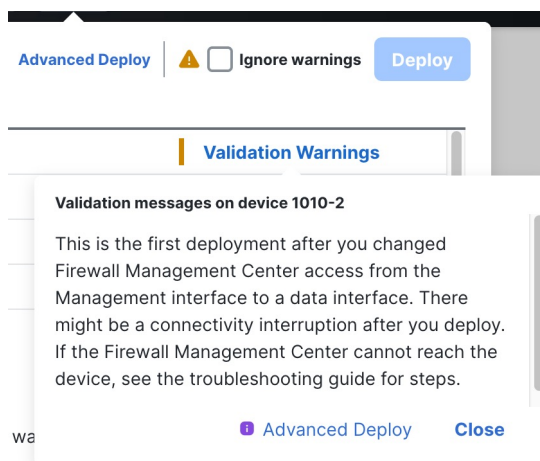 Advanced Deploy Ignore warnings Deploy
Validation Warnings
Validation messages on device 1010-2
This is the first deployment after you changed
Firewall Management Center access from the
Management interface to a data interface. There
might be a connectivity interruption after you deploy.
If the Firewall Management Center cannot reach the
device, see the troubleshooting guide for steps.
wa Advanced Deploy Close